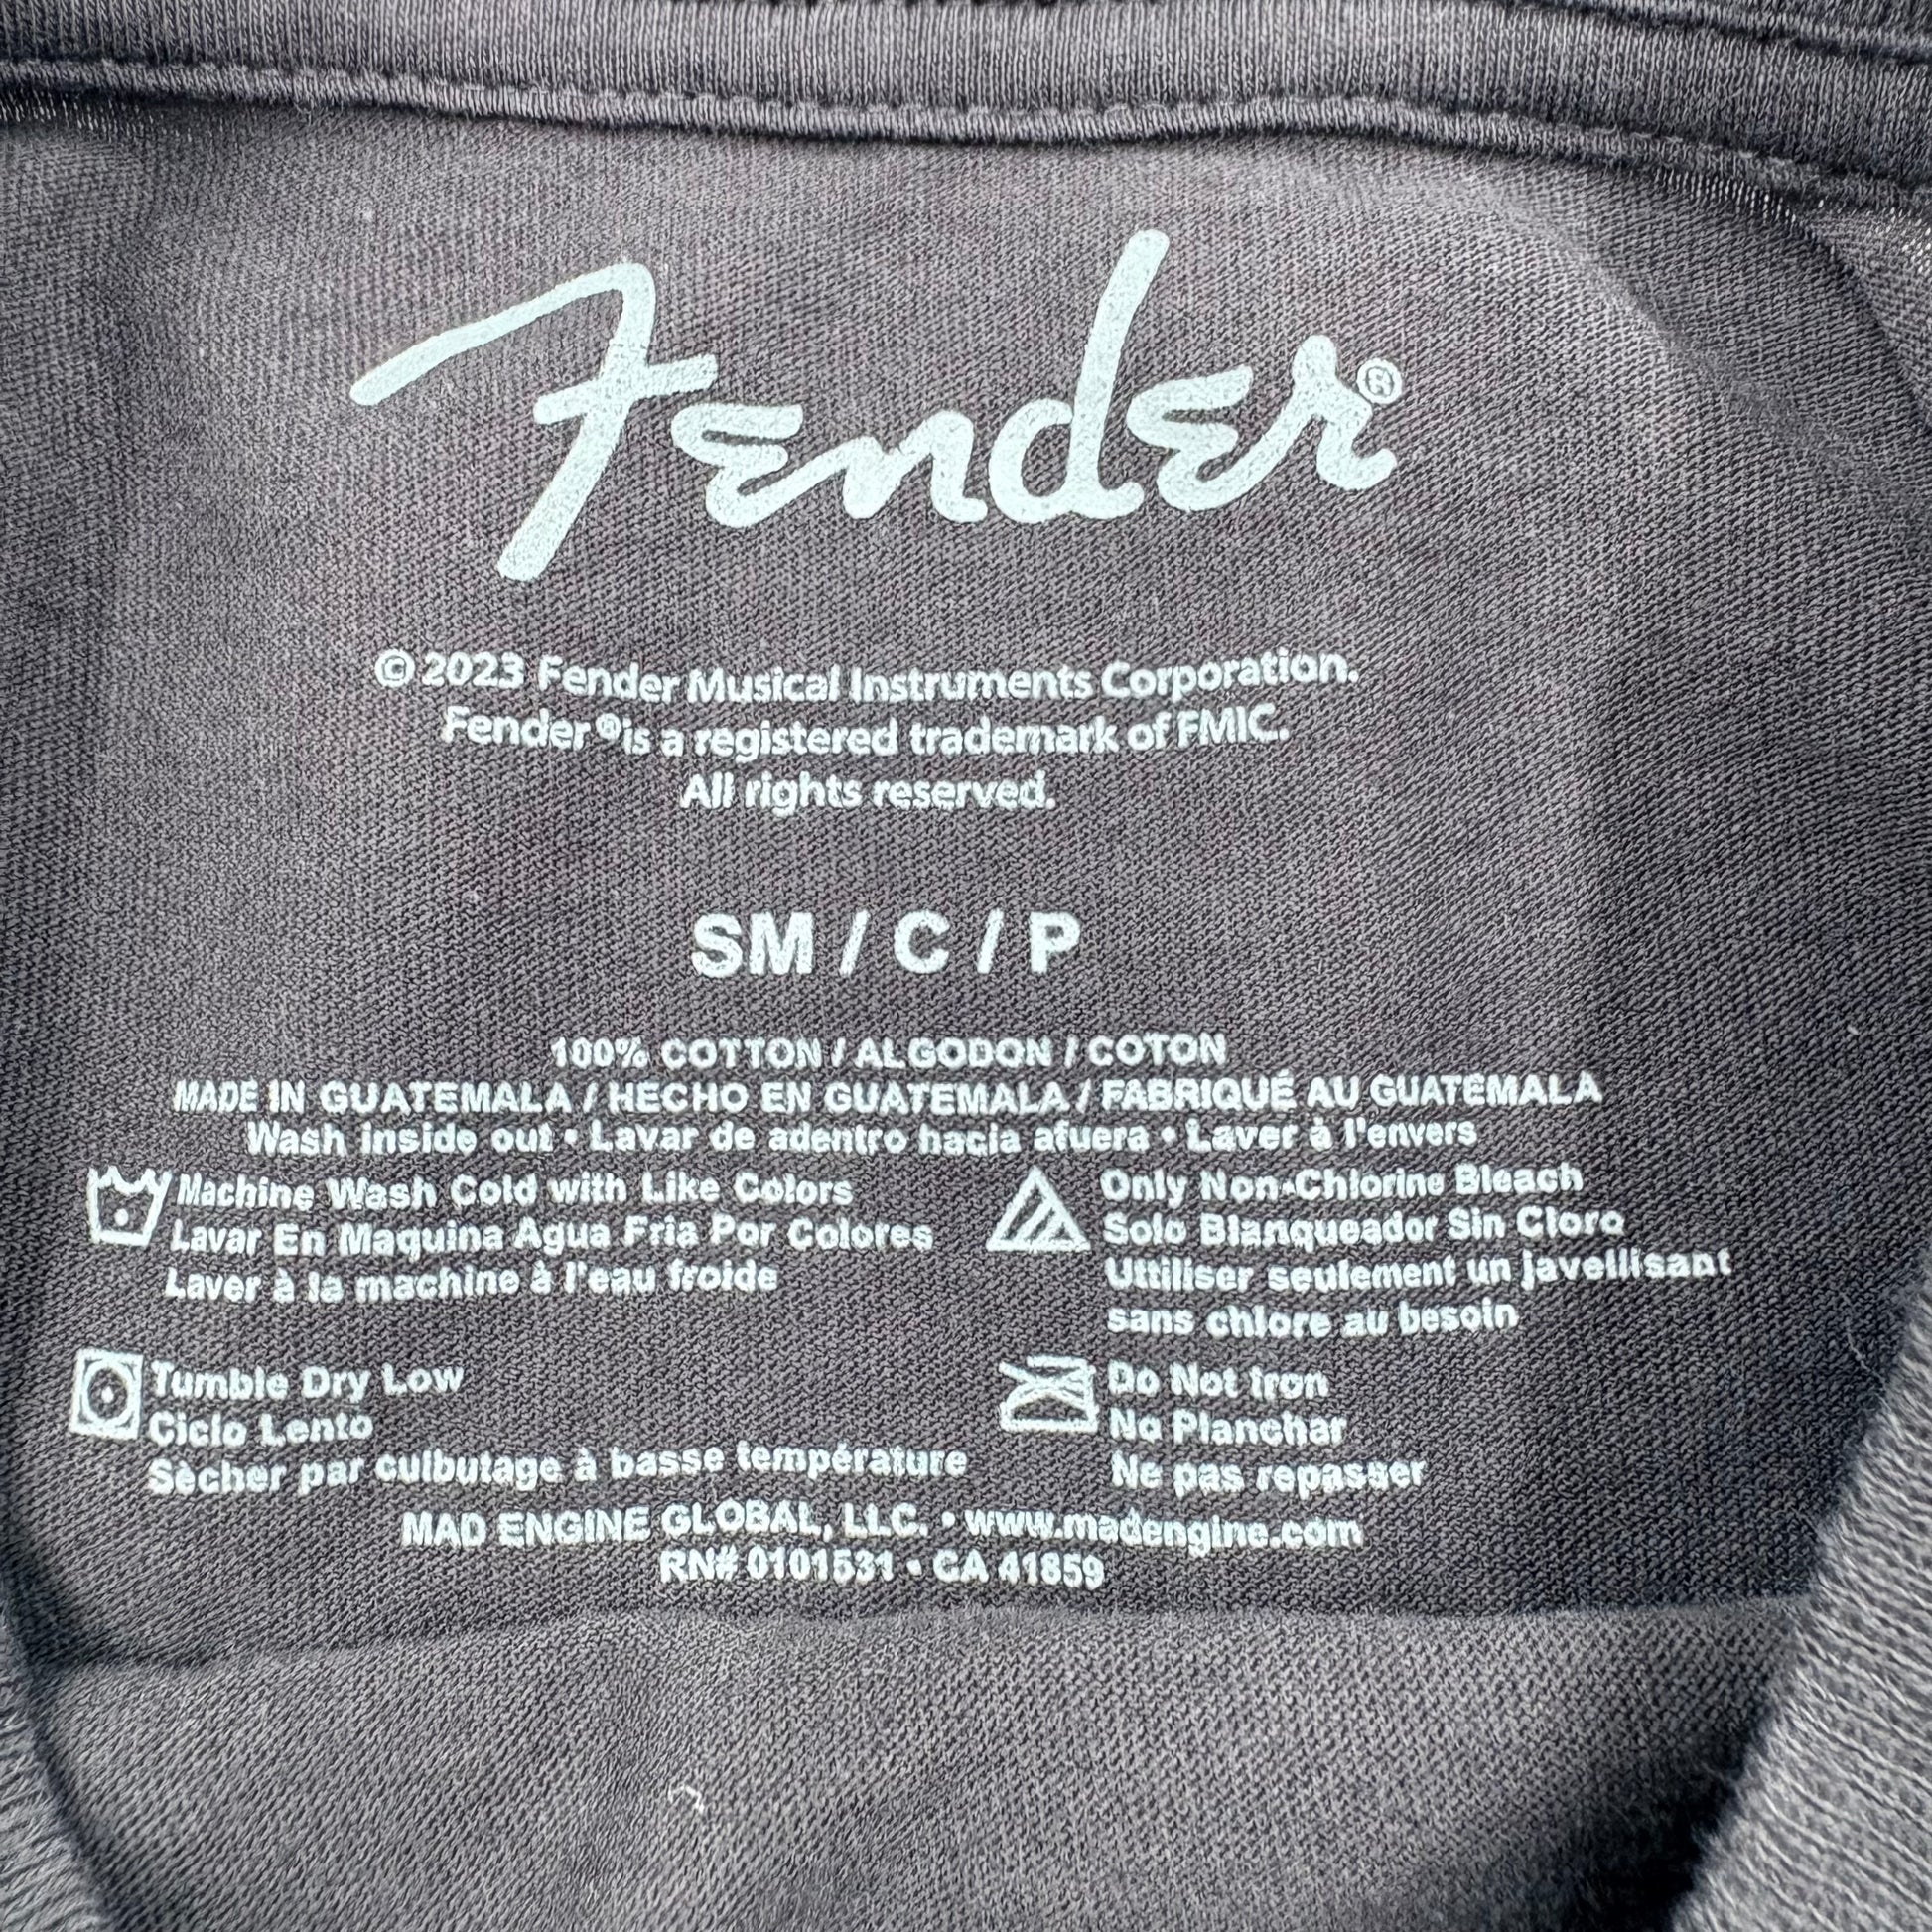 Fender®
© 2023 Fender Musical Instruments Corporation.
Fender® is a registered trademark of FMIC.
All rights reserved.
SM / C / P
100% COTTON / ALGODON / COTON
MADE IN GUATEMALA / HECHO EN GUATEMALA / FABRIQUÉ AU GUATEMALA
Wash inside out • Lavar de adentro hacia afuera • Laver à l'envers
Machine Wash Cold with Like Colors
Lavar En Maquina Agua Fria Por Colores
Laver à la machine à l'eau froide
Only Non-Chlorine Bleach
Solo Blanqueador Sin Cloro
Uttiliser seulement un javellisant
sans chlore au besoin
Tumble Dry Low
Ciclo Lento
Sècher par culbutage à basse température
Do Not Iron
No Planchar
Ne pas repasser
MAD ENGINE GLOBAL, LLC. • www.madengine.com
RN# 0101531 • CA 41859